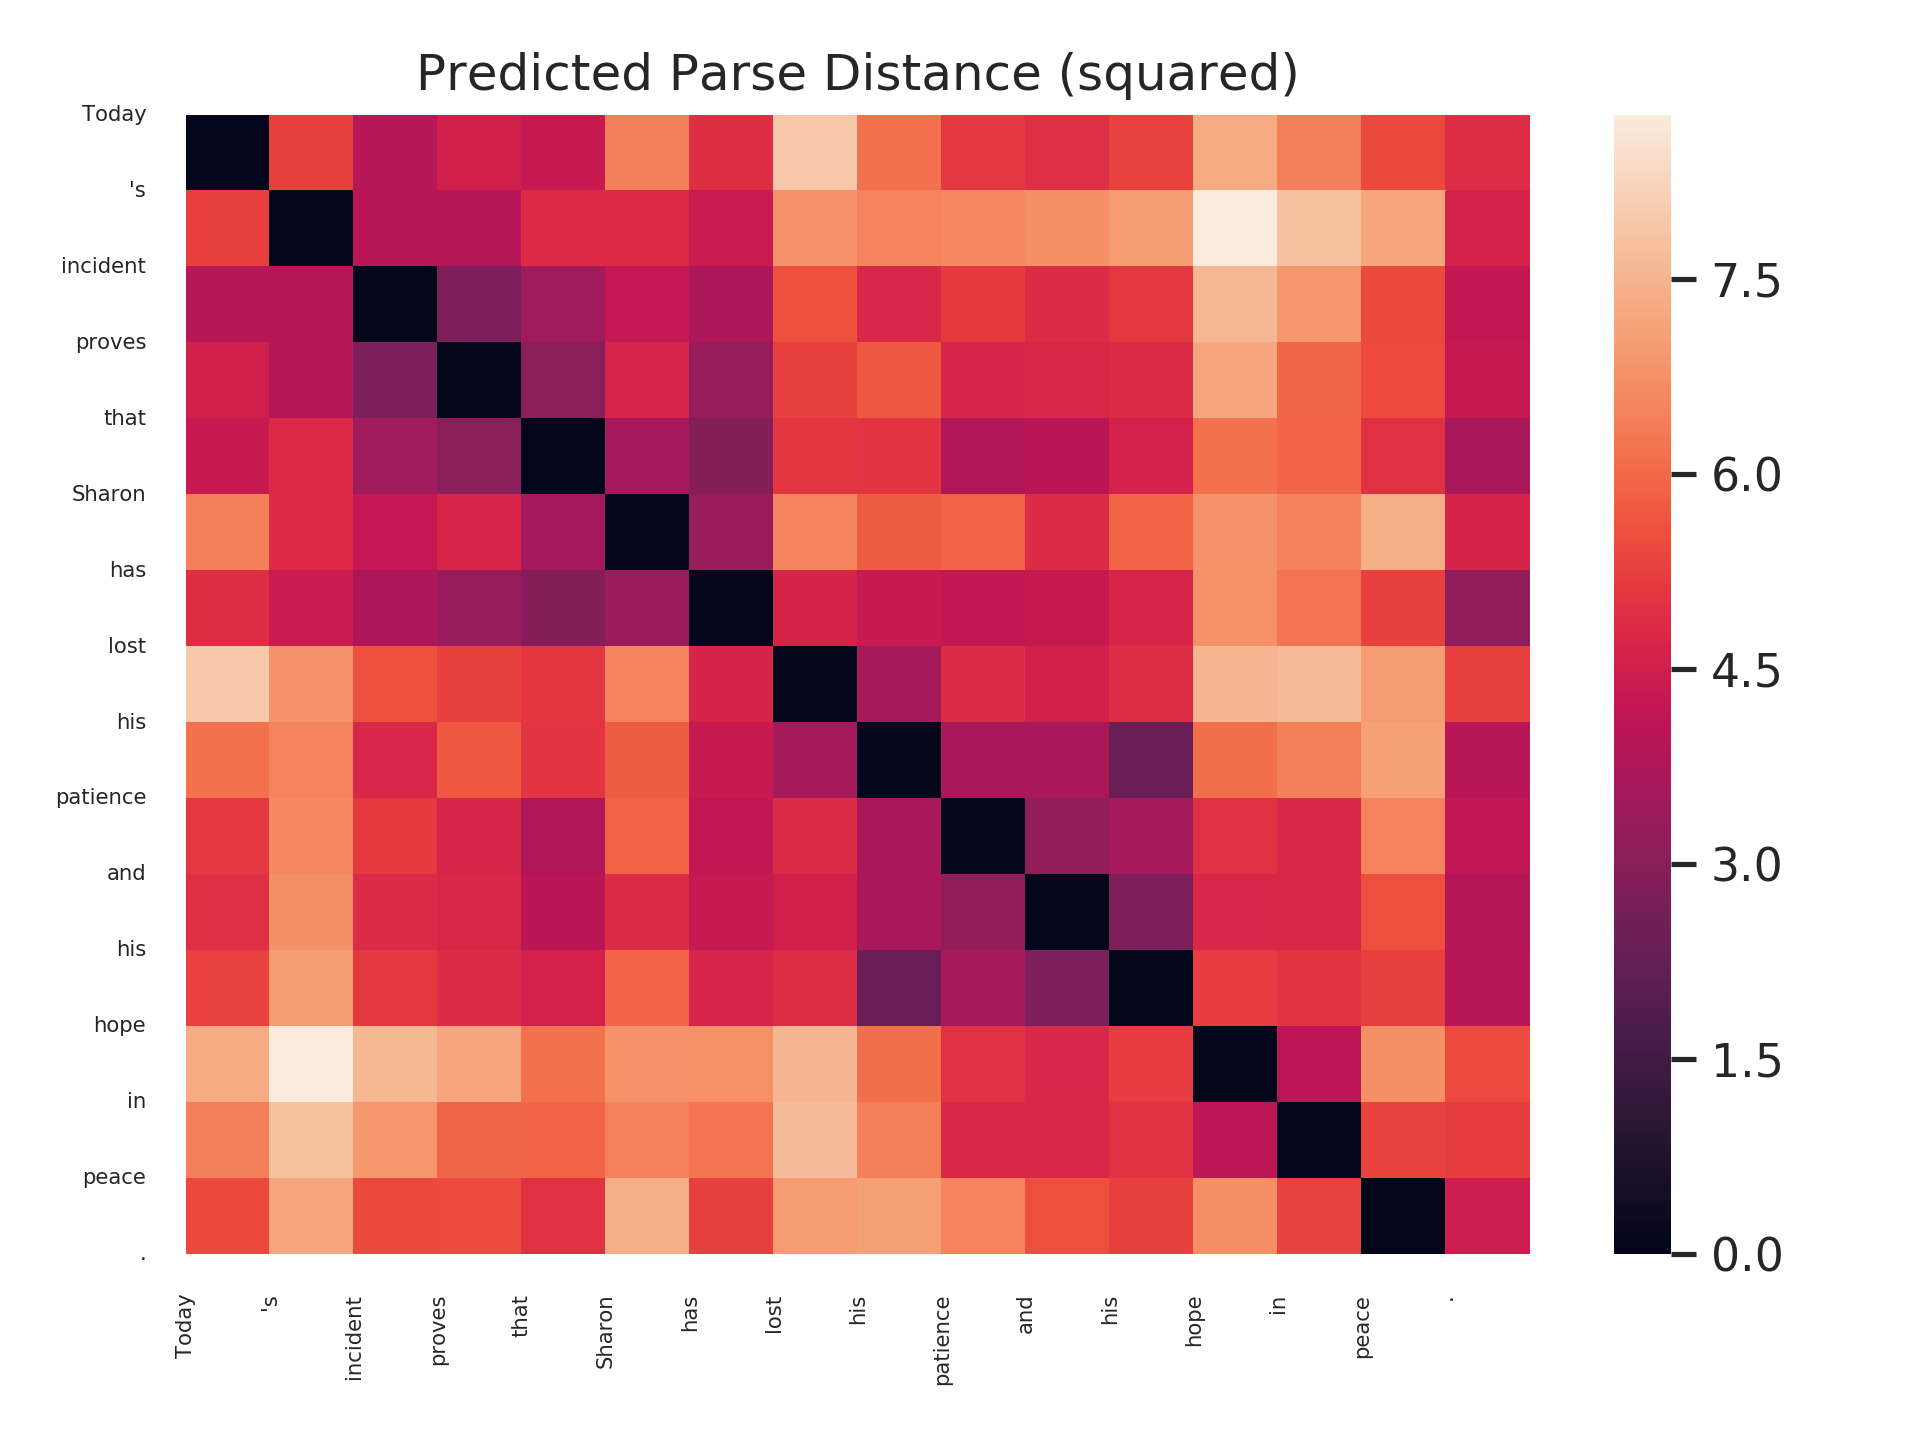 Predicted Parse Distance (squared)
Today
's
incident
proves
that
Sharon
has
lost
his
patience
and
his
hope
in
peace
.
Today
's
incident
proves
that
Sharon
has
lost
his
patience
and
his
hope
in
peace
.
7.5
6.0
4.5
3.0
1.5
0.0